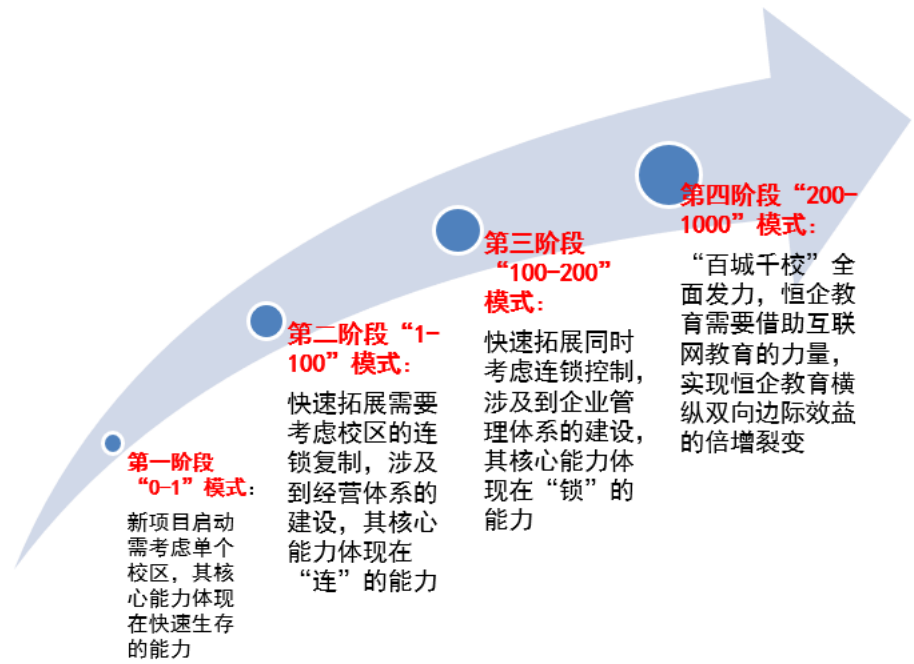 第一阶段
“0-1”模式：
新项目启动
需考虑单个
校区，其核
心能力体现
在快速生存
的能力
第二阶段“1-
100”模式：
快速拓展需要
考虑校区的连
锁复制，涉及
到经营体系的
建设，其核心
能力体现在
“连”的能力
第三阶段
“100-200”
模式：
快速拓展同时
考虑连锁控制，
涉及到企业管
理体系的建设，
其核心能力体
现在“锁”的
能力
第四阶段“200-
1000”模式：
“百城千校”全
面发力，恒企教
育需要借助互联
网教育的力量，
实现恒企教育横
纵双向边际效益
的倍增裂变